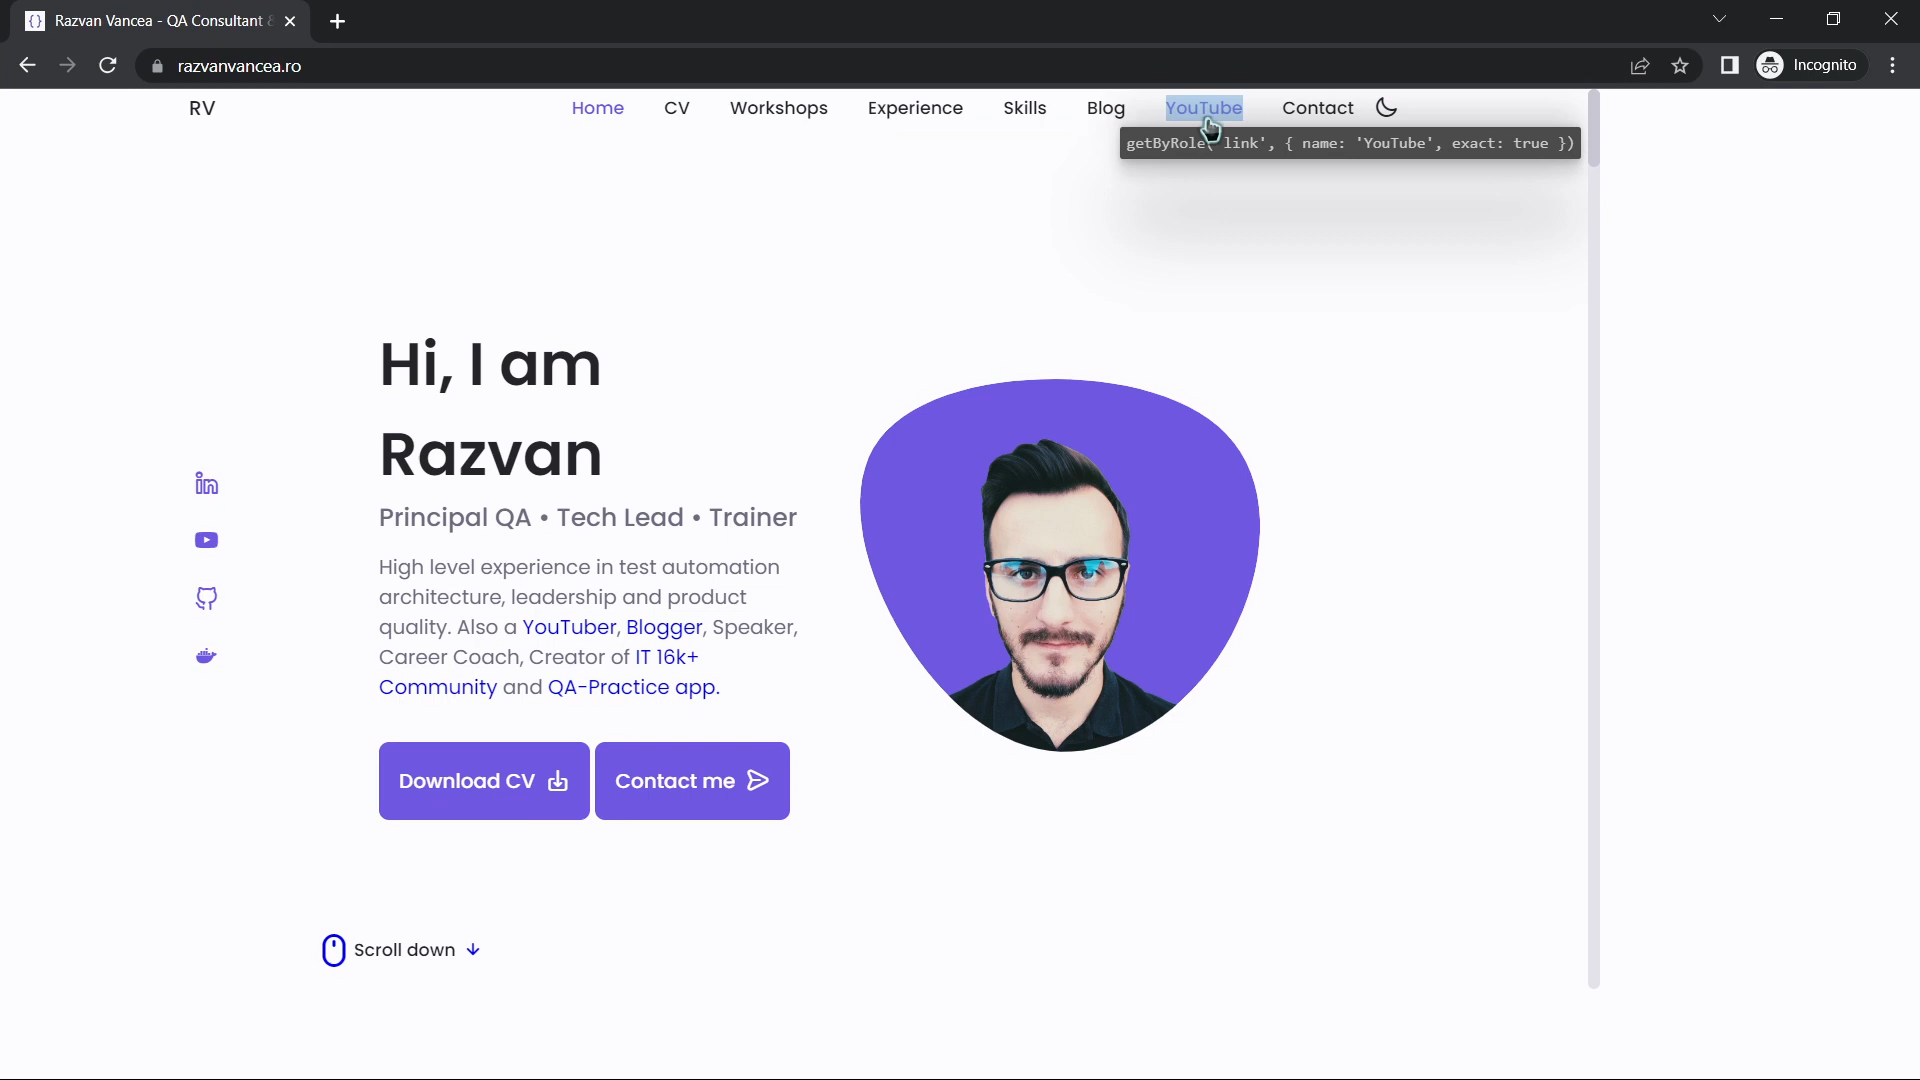 Razvan Vancea - QA Consultant
razvanvancea.ro
Incognito
RV
Home
CV
Workshops
Experience
Skills
Blog
YouTube
Contact
getByRole('link', { name: 'YouTube', exact: true })
Hi, I am
Razvan
Principal QA • Tech Lead • Trainer
High level experience in test automation
architecture, leadership and product
quality. Also a YouTuber, Blogger, Speaker,
Career Coach, Creator of IT 16k+
Community and QA-Practice app.
Download CV
Contact me
Scroll down